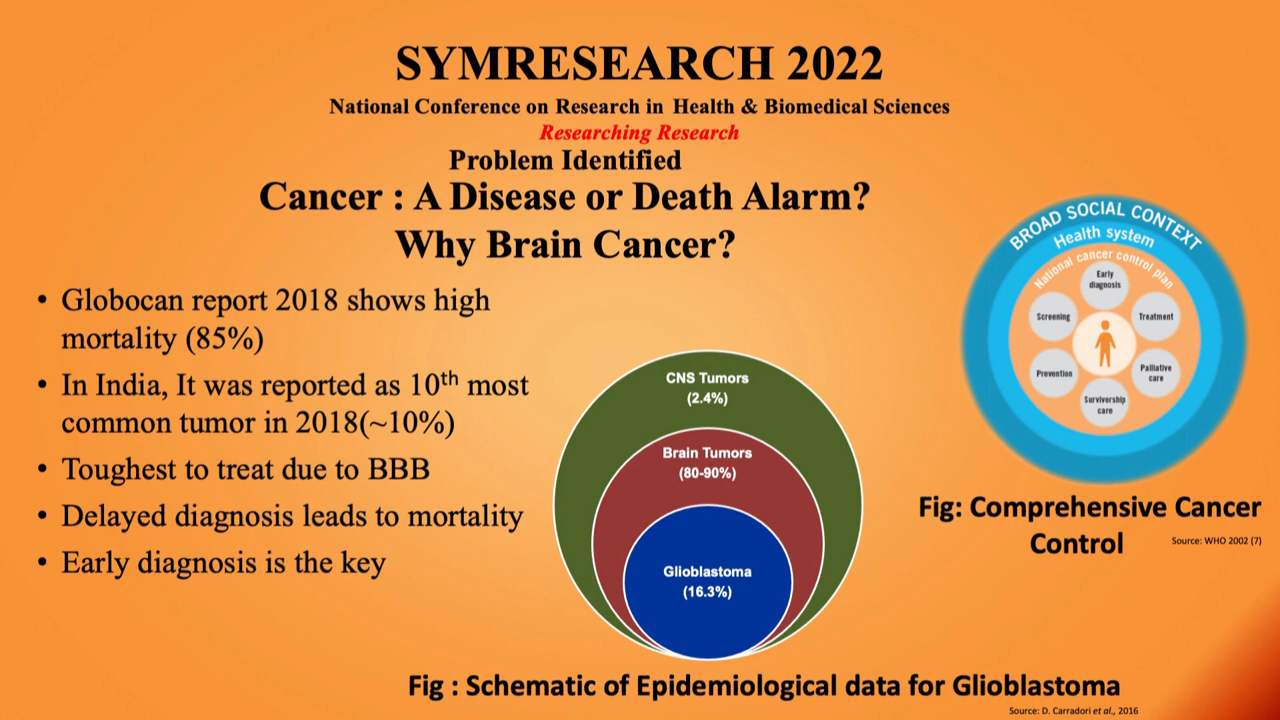 SYMRESEARCH 2022
National Conference on Research in Health & Biomedical Sciences
Researching Research
Problem Identified
Cancer : A Disease or Death Alarm?
Why Brain Cancer?
• Globocan report 2018 shows high
mortality (85%)
• In India, It was reported as 10th most
common tumor in 2018(~10%)
• Toughest to treat due to BBB
• Delayed diagnosis leads to mortality
• Early diagnosis is the key
CNS Tumors
(2.4%)
Brain Tumors
(80-90%)
Glioblastoma
(16.3%)
Fig : Schematic of Epidemiological data for Glioblastoma
Source: D. Carradori et al., 2016
BROAD SOCIAL CONTEXT
Health system
National cancer control plan
Early
diagnosis
Screening
Treatment
Prevention
Palliative
care
Survivership
care
Fig: Comprehensive Cancer
Control
Source: WHO 2002 (7)